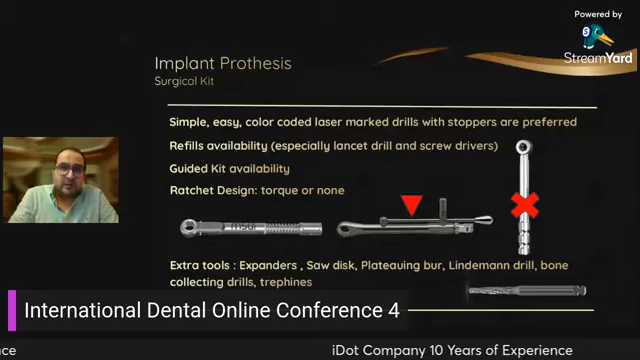 Powered by
StreamYard
Implant Prothesis
Surgical Kit
Simple, easy, color coded laser marked drills with stoppers are preferred
Refills availability (especially lancet drill and screw drivers)
Guided Kit availability
Ratchet Design: torque or none
Extra tools : Expanders , Saw disk, Plateauing bur, Lindemann drill, bone
collecting drills, trephines
International Dental Online Conference 4
nce
iDot Company 10 Years of Experience